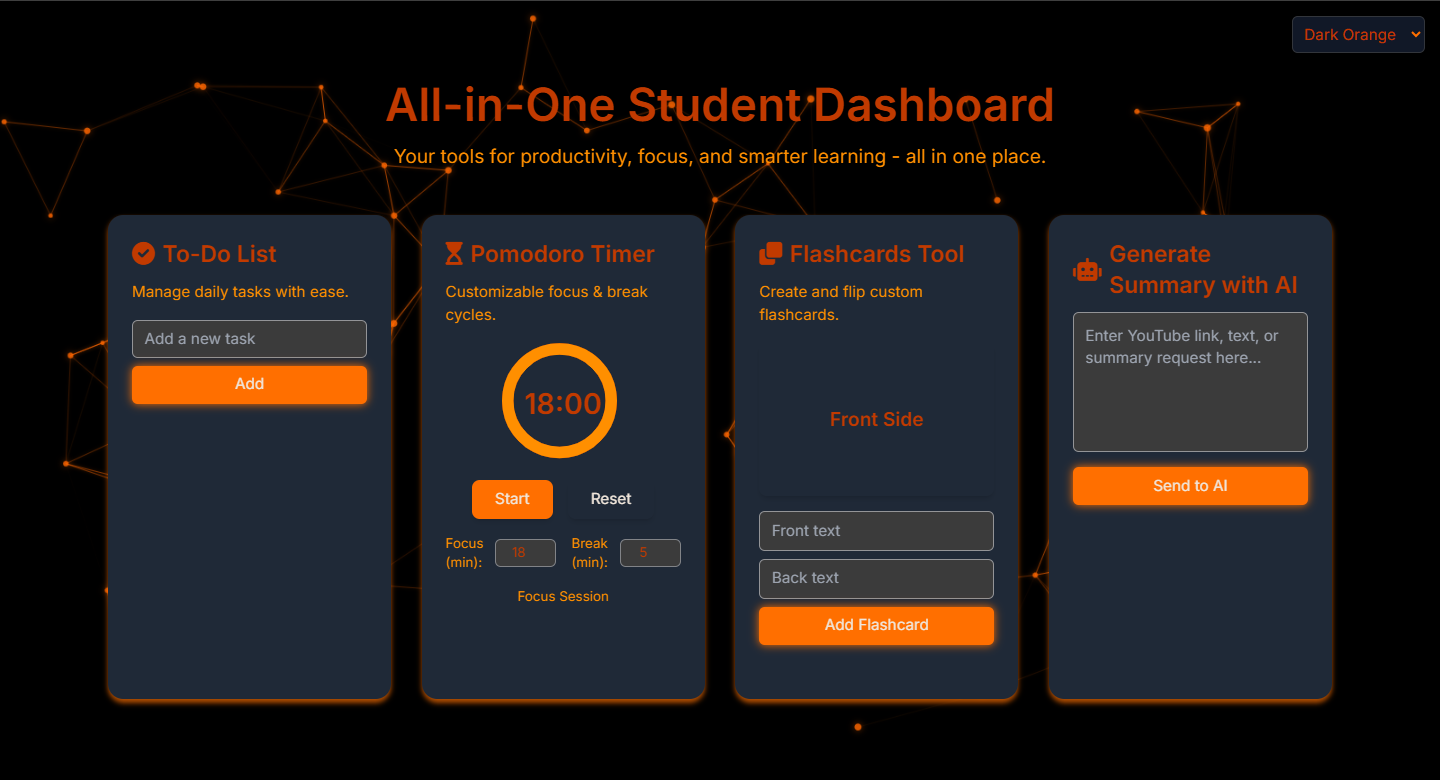 Dark Orange
All-in-One Student Dashboard
Your tools for productivity, focus, and smarter learning - all in one place.
To-Do List
Manage daily tasks with ease.
Add a new task
Add
Pomodoro Timer
Customizable focus & break
cycles.
18:00
Start
Reset
Focus
(min):
18
Break
(min):
5
Focus Session
Flashcards Tool
Create and flip custom
flashcards.
Front Side
Front text
Back text
Add Flashcard
Generate
Summary with AI
Enter YouTube link, text, or
summary request here...
Send to AI